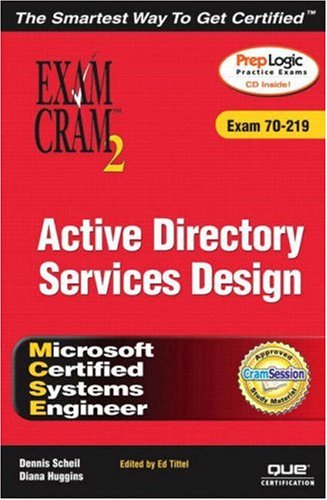 The Smartest Way To Get Certified™
EXAM
CRAM™
2
PrepLogic
Practice Exams
CD Inside!
Exam 70-219
Active Directory
Services Design
Microsoft
Certified
Systems
Engineer
Approved
CramSession
Study Material
Dennis Scheil
Diana Huggins
Edited by Ed Tittel
QUE®
CERTIFICATION